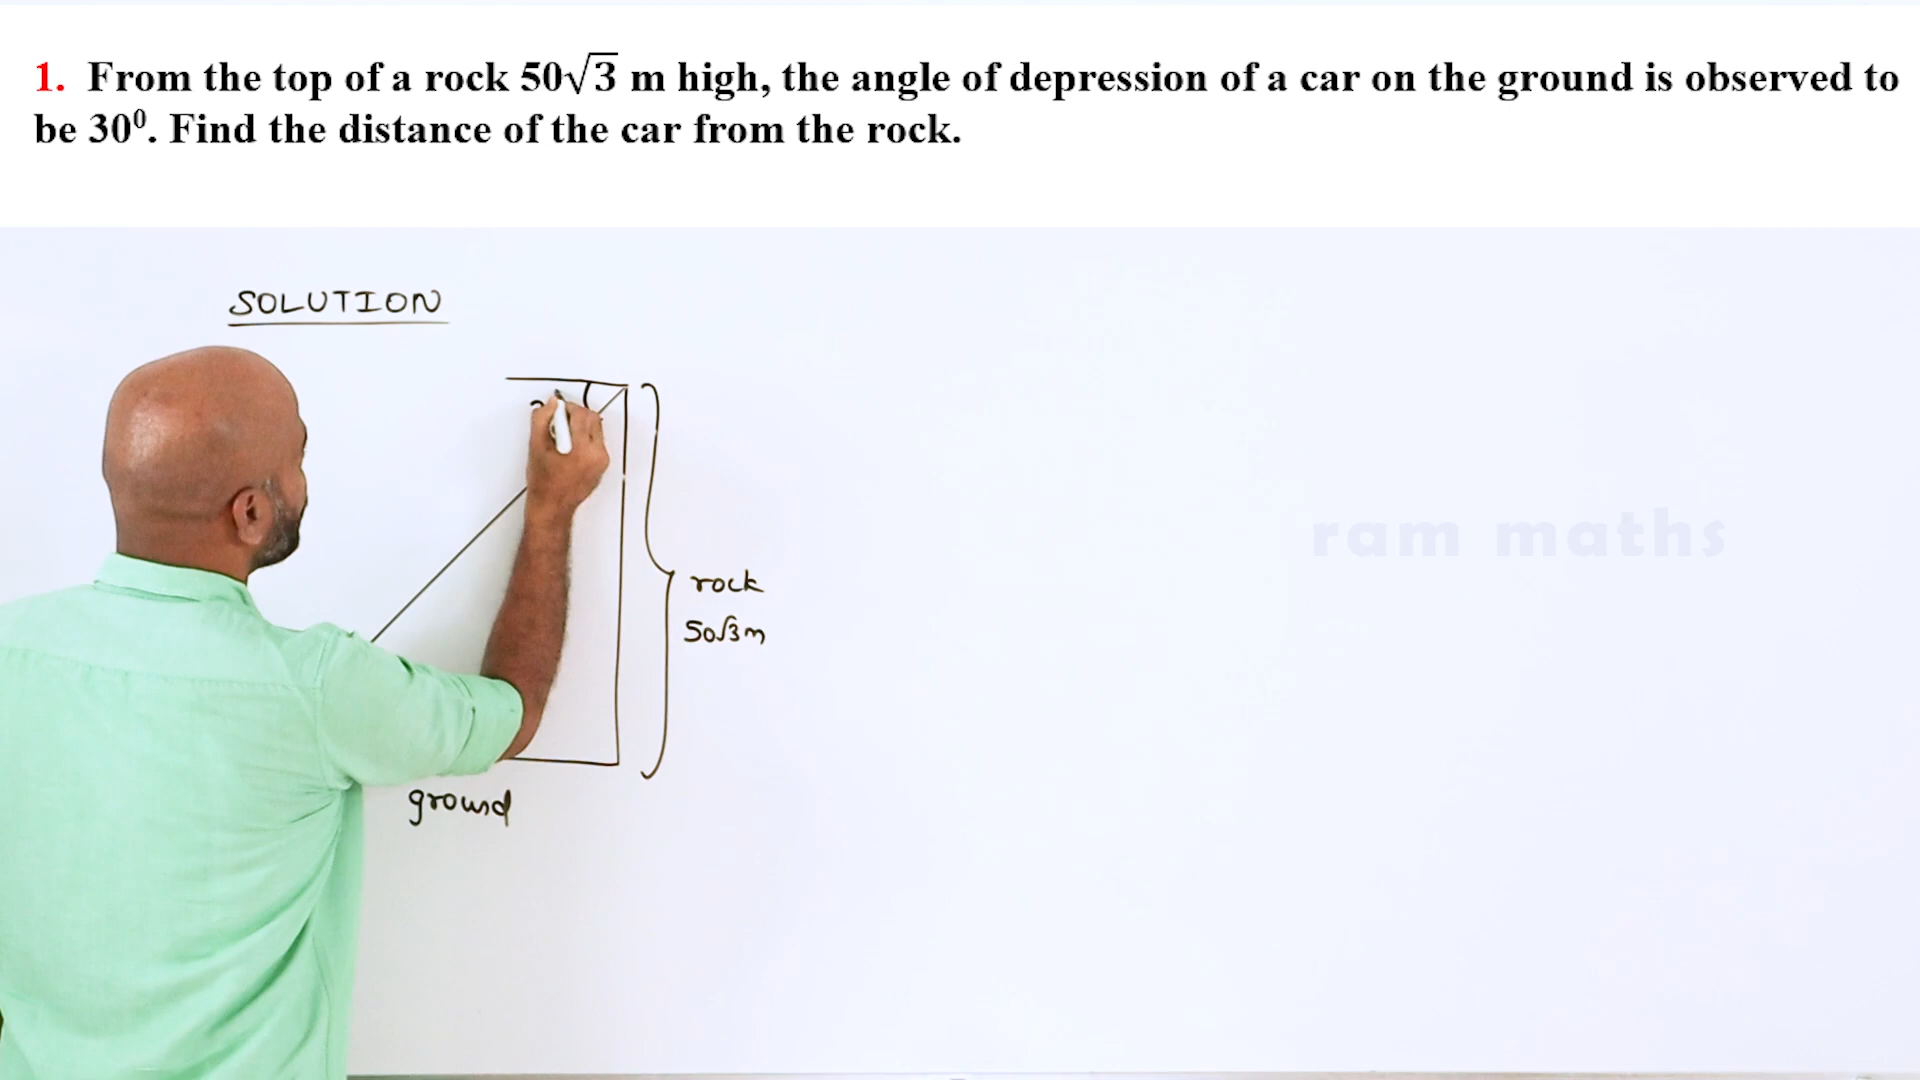 1. From the top of a rock 50√3 m high, the angle of depression of a car on the ground is observed to
be 30⁰. Find the distance of the car from the rock.
SOLUTION
rock
50√3m
ground
ram maths